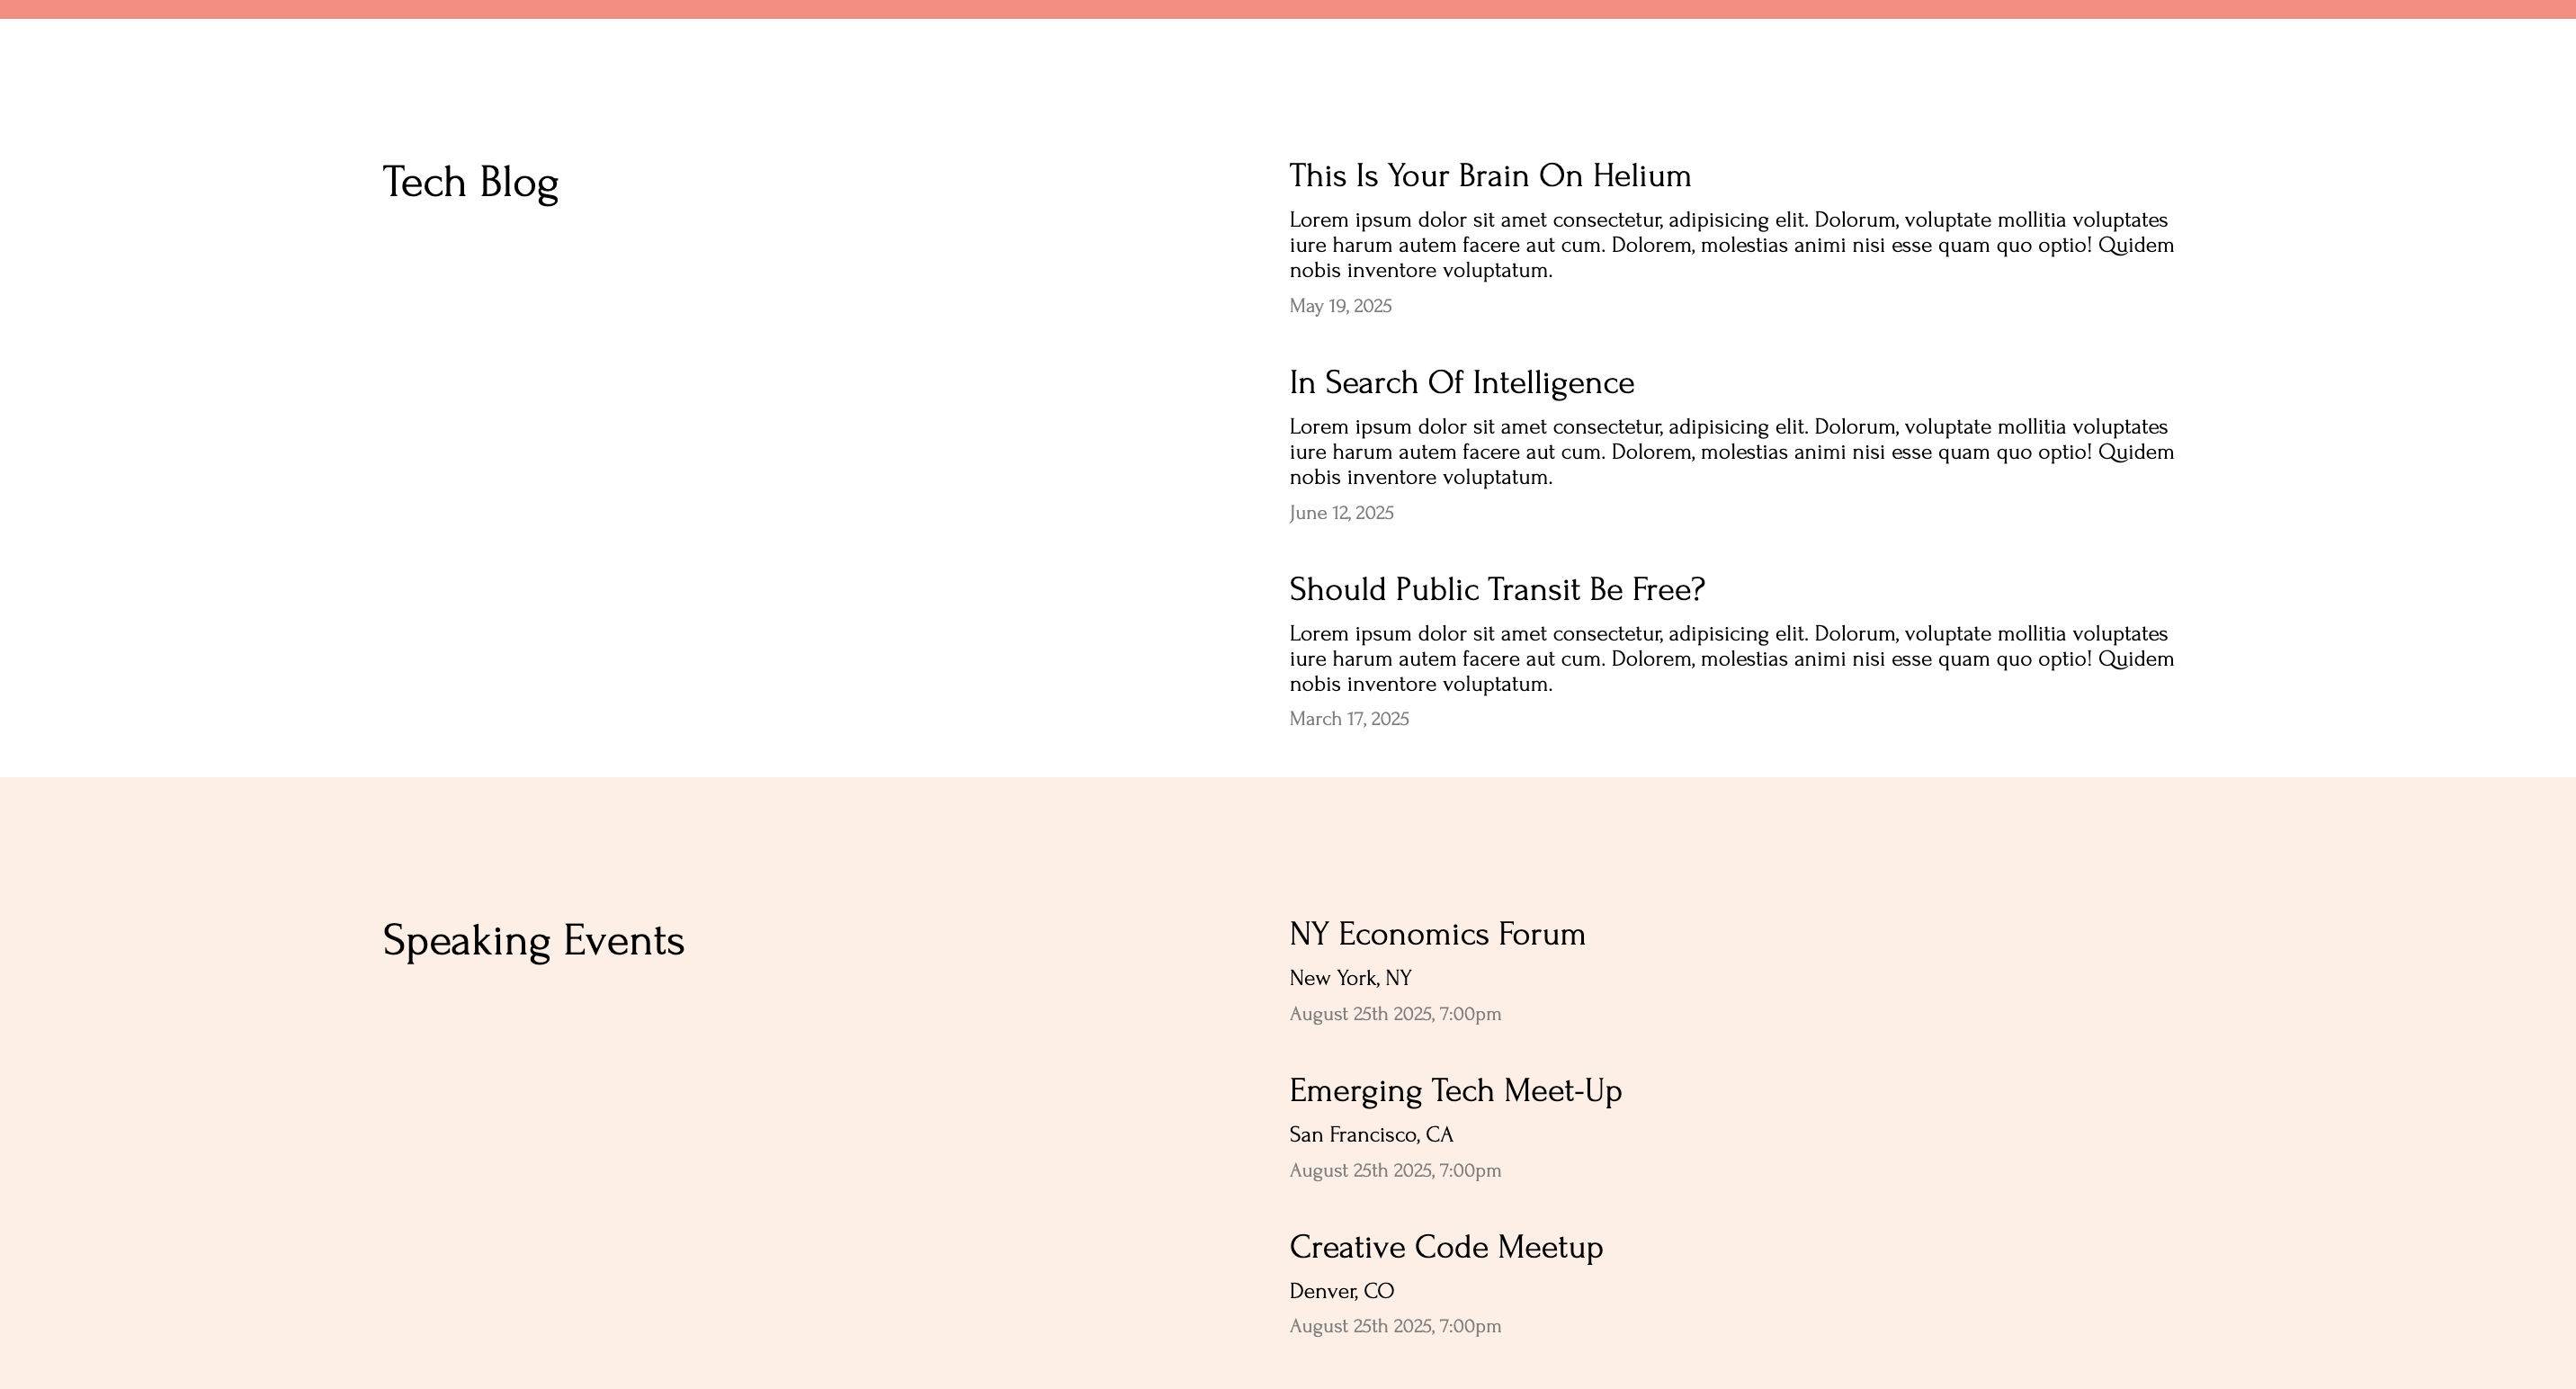 Tech Blog
This Is Your Brain On Helium
Lorem ipsum dolor sit amet consectetur, adipisicing elit. Dolorum, voluptate mollitia voluptates
iure harum autem facere aut cum. Dolorem, molestias animi nisi esse quam quo optio! Quidem
nobis inventore voluptatum.
May 19, 2025
In Search Of Intelligence
Lorem ipsum dolor sit amet consectetur, adipisicing elit. Dolorum, voluptate mollitia voluptates
iure harum autem facere aut cum. Dolorem, molestias animi nisi esse quam quo optio! Quidem
nobis inventore voluptatum.
June 12, 2025
Should Public Transit Be Free?
Lorem ipsum dolor sit amet consectetur, adipisicing elit. Dolorum, voluptate mollitia voluptates
iure harum autem facere aut cum. Dolorem, molestias animi nisi esse quam quo optio! Quidem
nobis inventore voluptatum.
March 17, 2025
Speaking Events
NY Economics Forum
New York, NY
August 25th 2025, 7:00pm
Emerging Tech Meet-Up
San Francisco, CA
August 25th 2025, 7:00pm
Creative Code Meetup
Denver, CO
August 25th 2025, 7:00pm